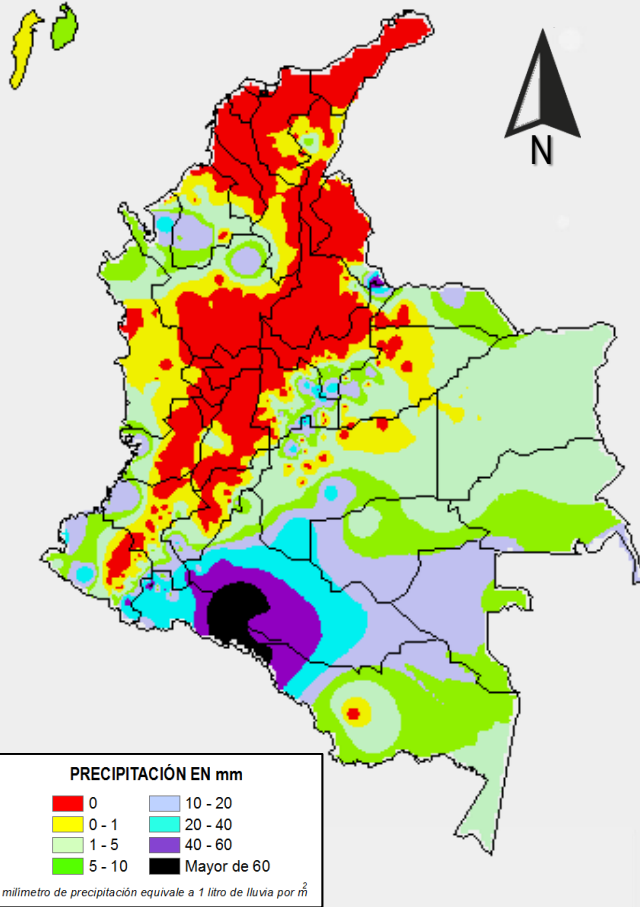 N
PRECIPITACIÓN EN mm
0
0 - 1
1 - 5
5 - 10
10 - 20
20 - 40
40 - 60
Mayor de 60
milímetro de precipitación equivale a 1 litro de lluvia por m²